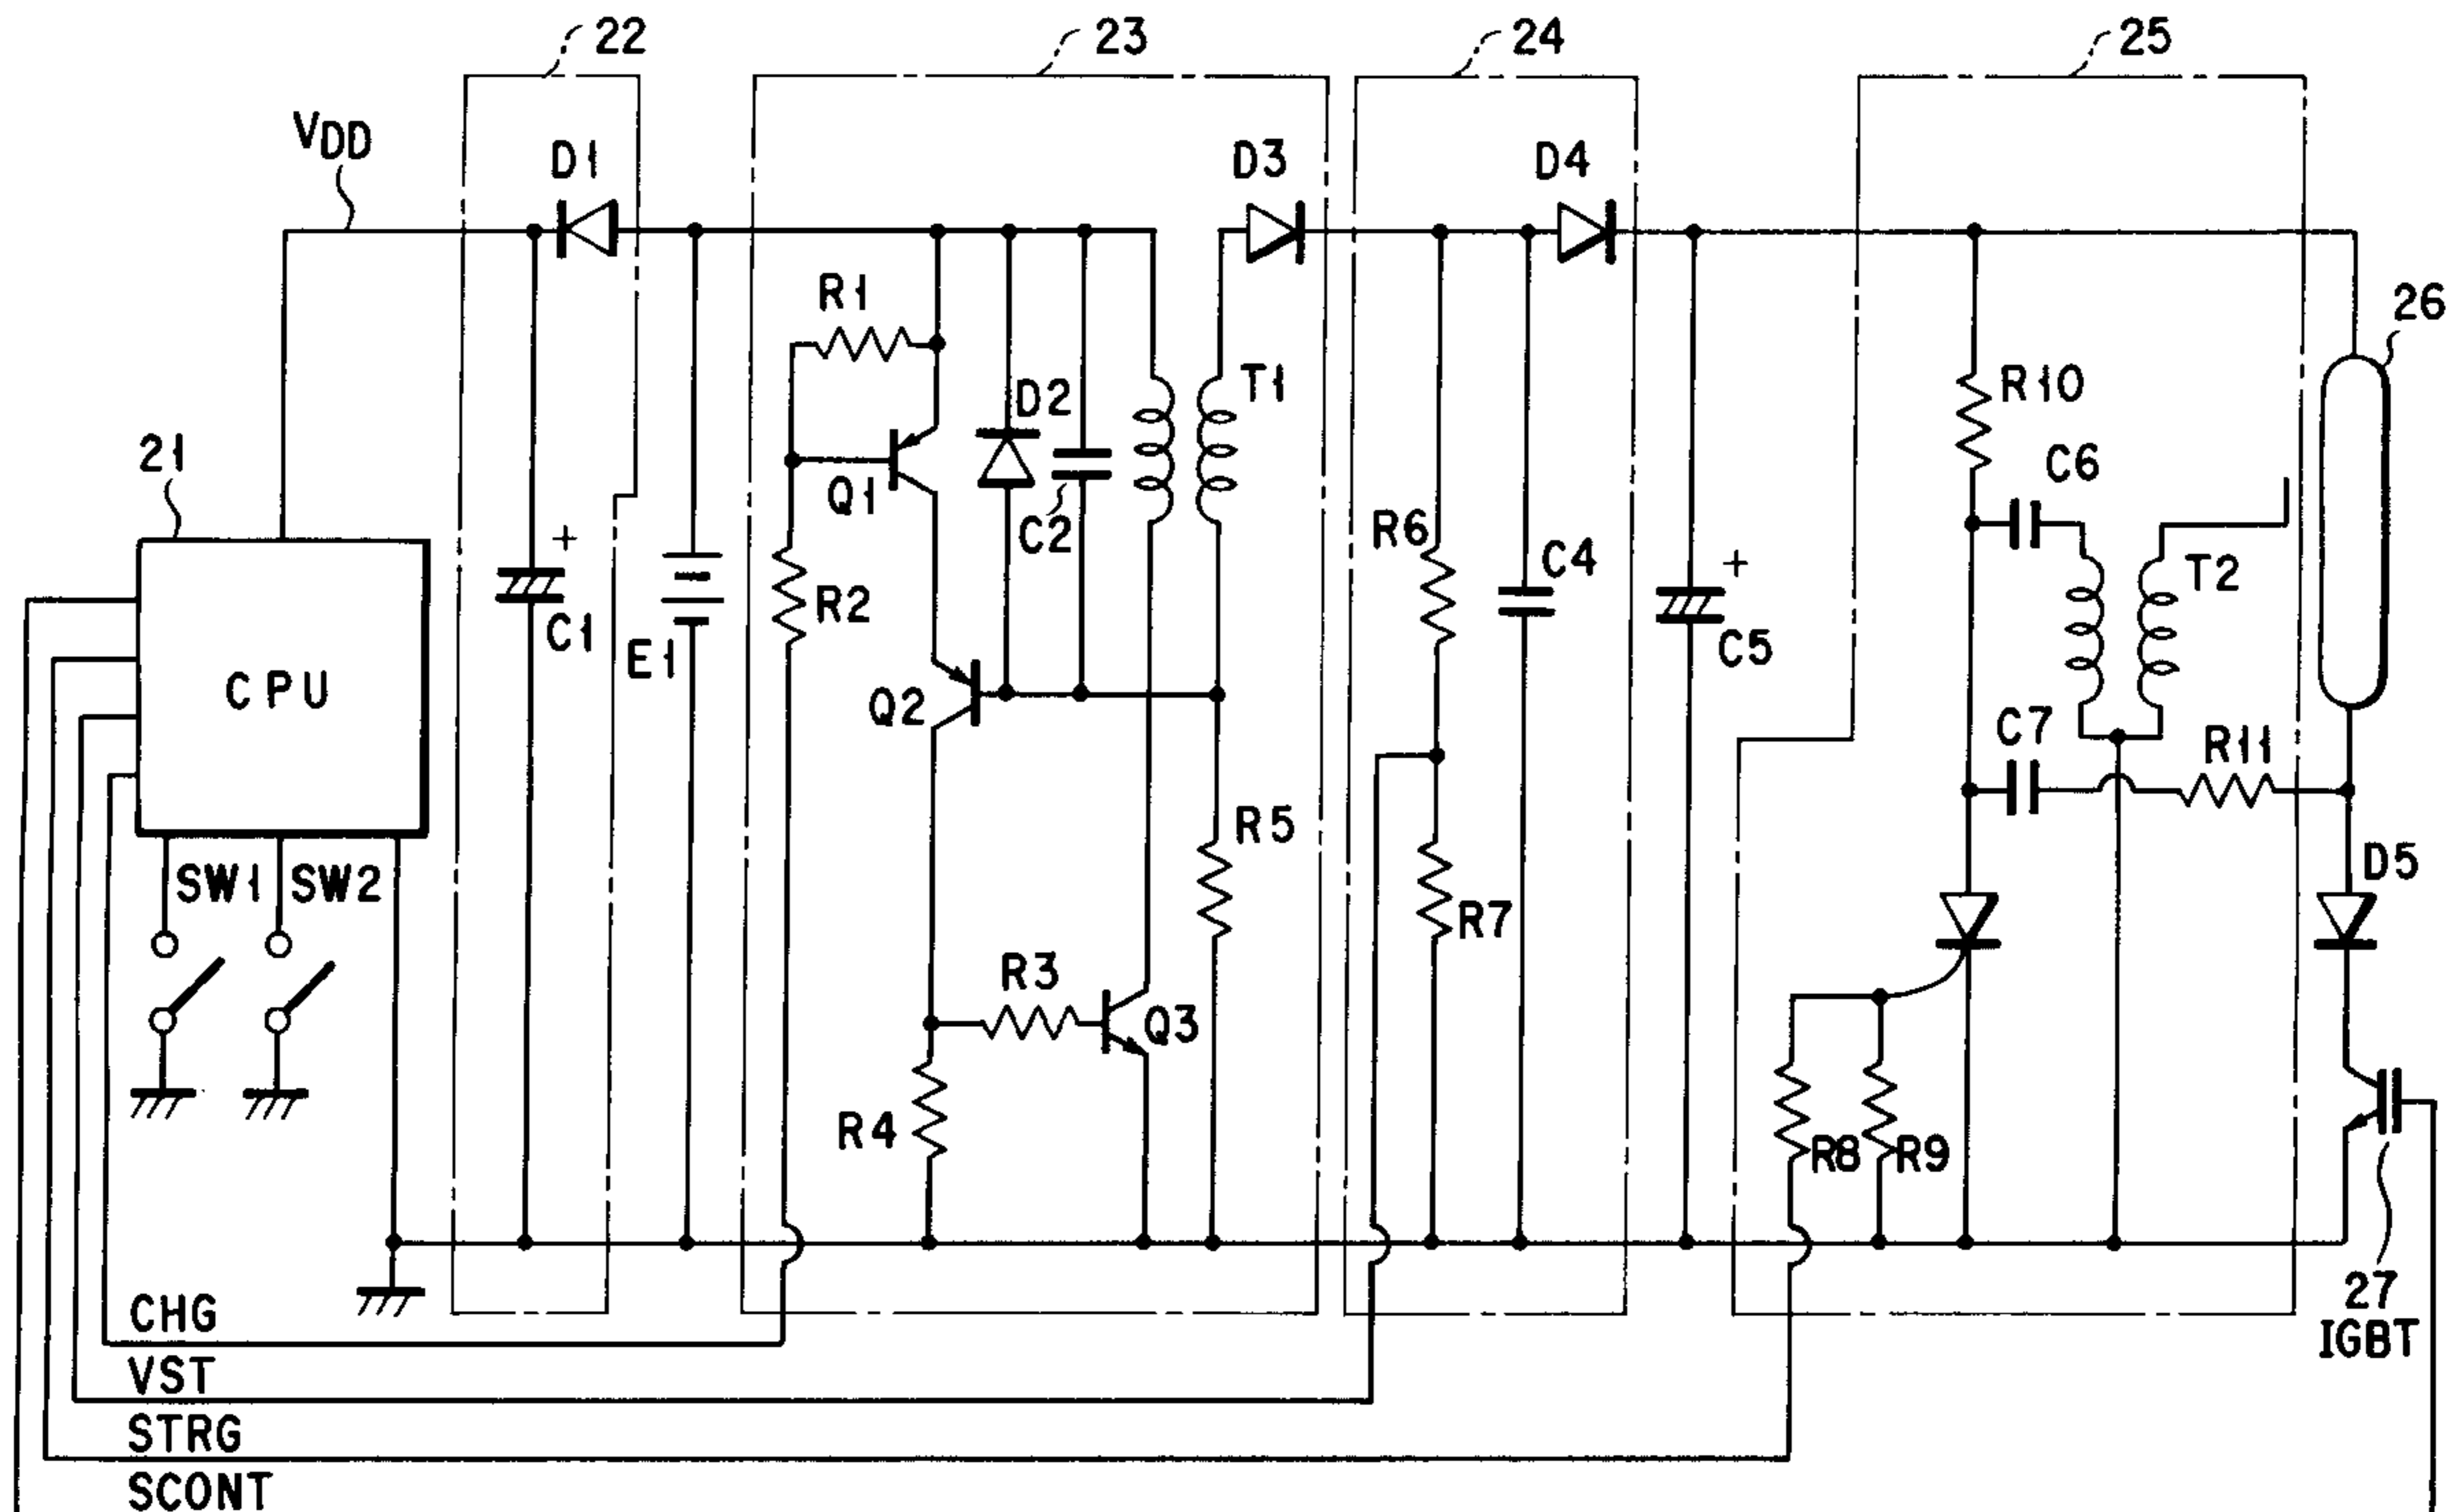 22
23
24
25
VDD
D1
D3
D4
R1
26
D2
T1
R10
21
C6
Q1
C2
R6
C4
T2
R2
C1
E1
C5
CPU
Q2
C7
R11
R5
D5
SW1
SW2
R7
R3
Q3
R4
R8
R9
27
IGBT
CHG
VST
STRG
SCONT
+
+